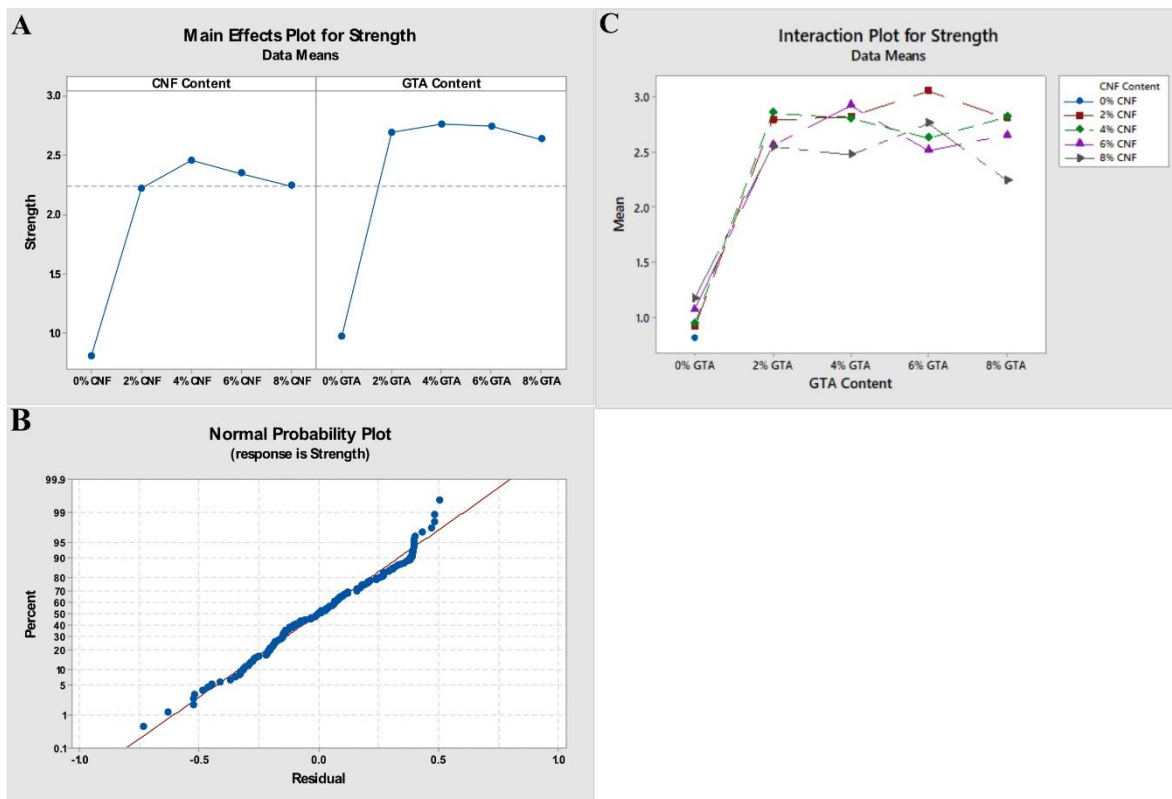 A
Main Effects Plot for Strength
Data Means
CNF Content GTA Content
Strength
3.0
2.5
2.0
1.5
1.0
0% CNF 2% CNF 4% CNF 6% CNF 8% CNF 0% GTA 2% GTA 4% GTA 6% GTA 8% GTA
C
Interaction Plot for Strength
Data Means
Mean
3.0
2.5
2.0
1.5
1.0
0% GTA 2% GTA 4% GTA 6% GTA 8% GTA
GTA Content
CNF Content
0% CNF
2% CNF
4% CNF
6% CNF
8% CNF
B
Normal Probability Plot
(response is Strength)
Percent
99.9
99
95
90
80
70
60
50
40
30
20
10
5
1
0.1
-1.0 -0.5 0.0 0.5 1.0
Residual